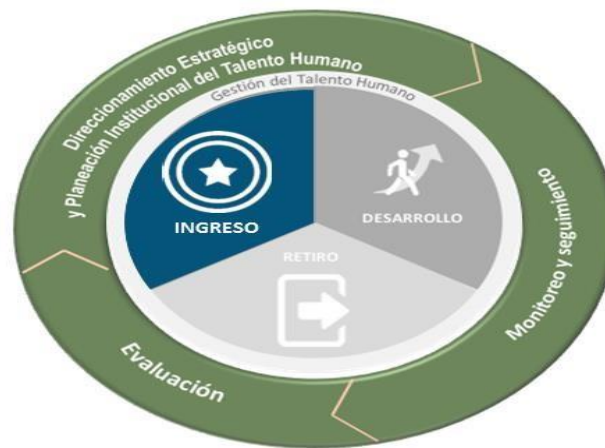 Direccionamiento Estratégico
y Planeación Institucional del Talento Humano
Gestión del Talento Humano
INGRESO
DESARROLLO
RETIRO
Monitoreo y seguimiento
Evaluación